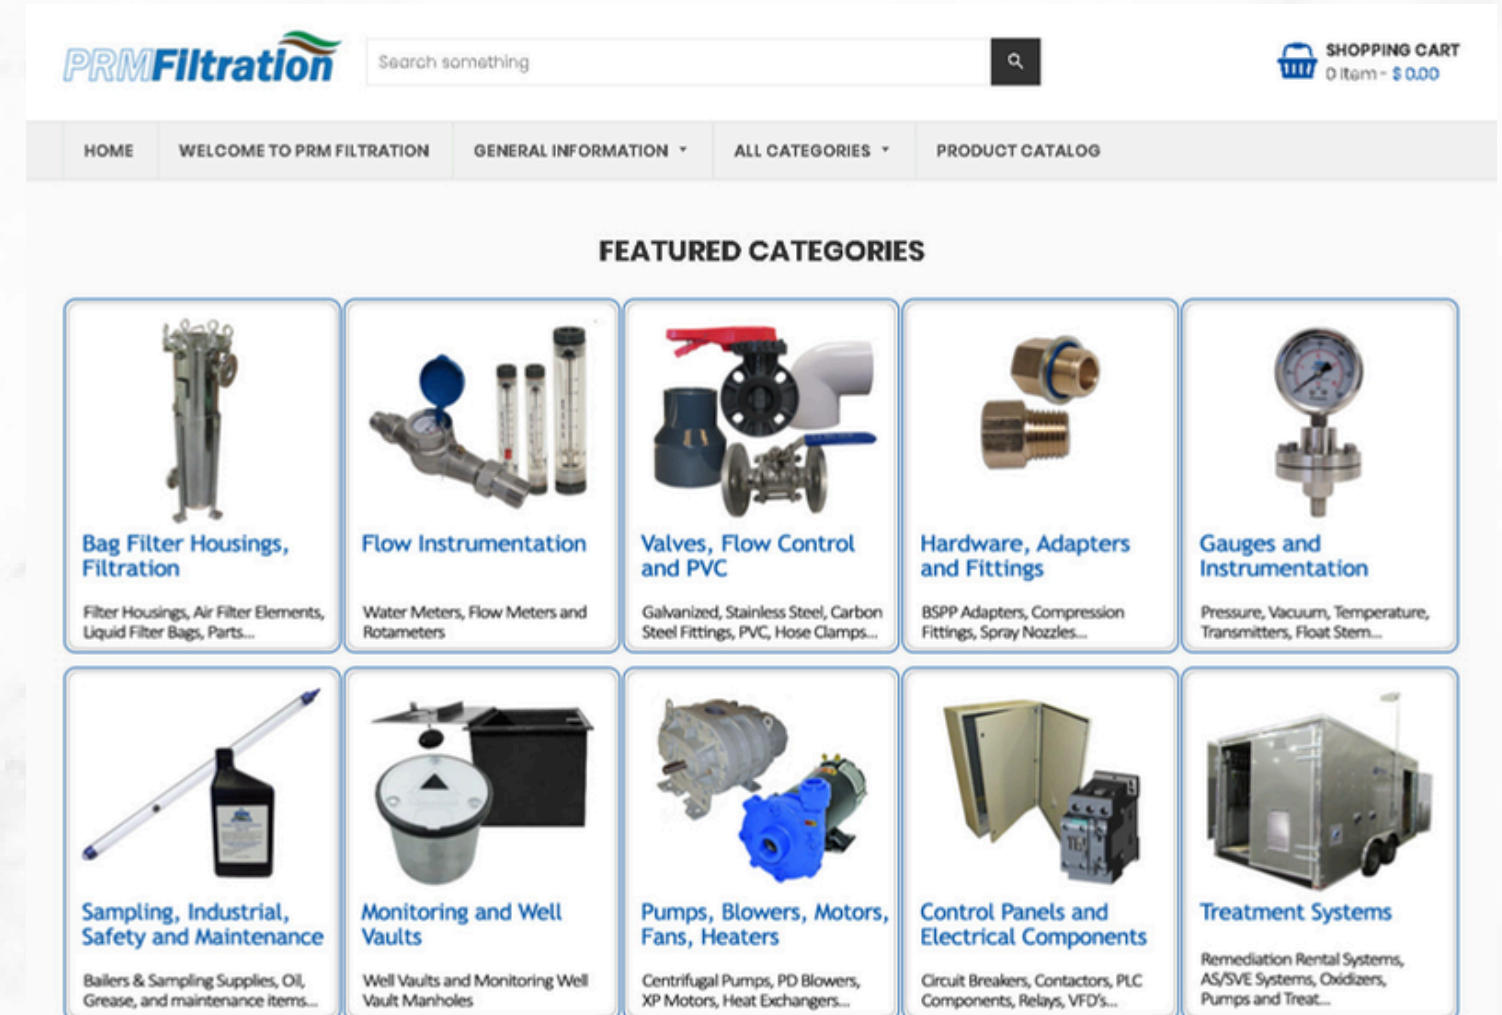 PRMFiltration
Search something
SHOPPING CART
0 Item - $ 0.00
HOME
WELCOME TO PRM FILTRATION
GENERAL INFORMATION
ALL CATEGORIES
PRODUCT CATALOG
FEATURED CATEGORIES
Bag Filter Housings,
Filtration
Filter Housings, Air Filter Elements,
Liquid Filter Bags, Parts...
Flow Instrumentation
Water Meters, Flow Meters and
Rotameters
Valves, Flow Control
and PVC
Galvanized, Stainless Steel, Carbon
Steel Fittings, PVC, Hose Clamps...
Hardware, Adapters
and Fittings
BSPP Adapters, Compression
Fittings, Spray Nozzles...
Gauges and
Instrumentation
Pressure, Vacuum, Temperature,
Transmitters, Float Stem...
Sampling, Industrial,
Safety and Maintenance
Bailers & Sampling Supplies, Oil,
Grease, and maintenance items...
Monitoring and Well
Vaults
Well Vaults and Monitoring Well
Vault Manholes
Pumps, Blowers, Motors,
Fans, Heaters
Centrifugal Pumps, PD Blowers,
XP Motors, Heat Exchangers...
Control Panels and
Electrical Components
Circuit Breakers, Contactors, PLC
Components, Relays, VFD's...
Treatment Systems
Remediation Rental Systems,
AS/SVE Systems, Oxidizers,
Pumps and Treat...